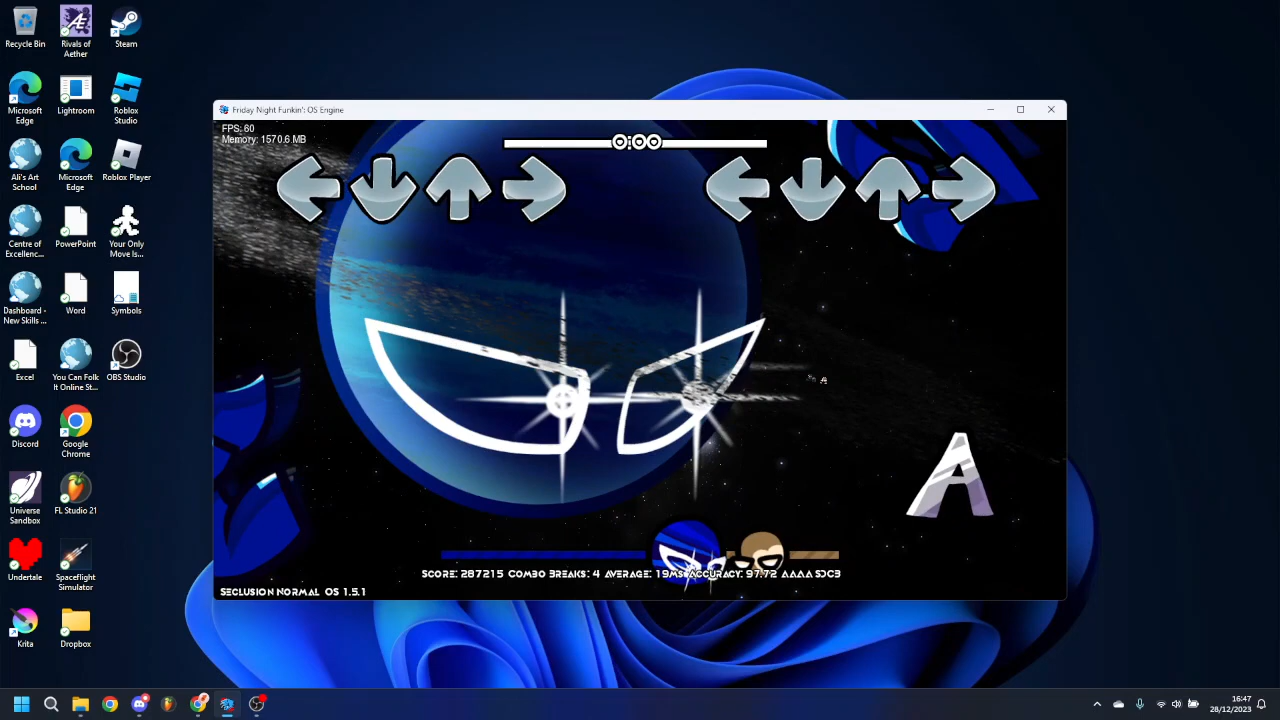 Recycle Bin
Rivals of
Aether
Steam
Microsoft
Edge
Lightroom
Roblox
Studio
Ali's Art
School
Microsoft
Edge
Roblox Player
Centre of
Excellenc...
PowerPoint
Your Only
Move Is...
Dashboard -
New Skills ...
Word
Symbols
Excel
You Can Folk
It Online St...
OBS Studio
Discord
Google
Chrome
Universe
Sandbox
FL Studio 21
Undertale
Spaceflight
Simulator
Krita
Dropbox
Friday Night Funkin': OS Engine
FPS: 60
Memory: 1570.6 MB
0:00
A
SCORE: 287215 COMBO BREAKS: 4 AVERAGE: 19MS ACCURACY: 97.72 AAAA SDCB
SECLUSION NORMAL OS 1.5.1
16:47
28/12/2023